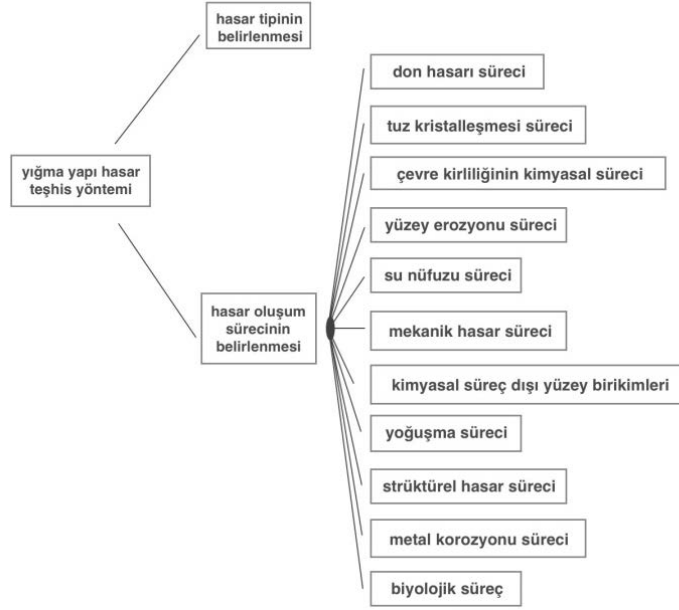 hasar tipinin
belirlenmesi
yığma yapı hasar
teşhis yöntemi
hasar oluşum
sürecinin
belirlenmesi
don hasarı süreci
tuz kristalleşmesi süreci
çevre kirliliğinin kimyasal süreci
yüzey erozyonu süreci
su nüfuzu süreci
mekanik hasar süreci
kimyasal süreç dışı yüzey birikimleri
yoğuşma süreci
strüktürel hasar süreci
metal korozyonu süreci
biyolojik süreç